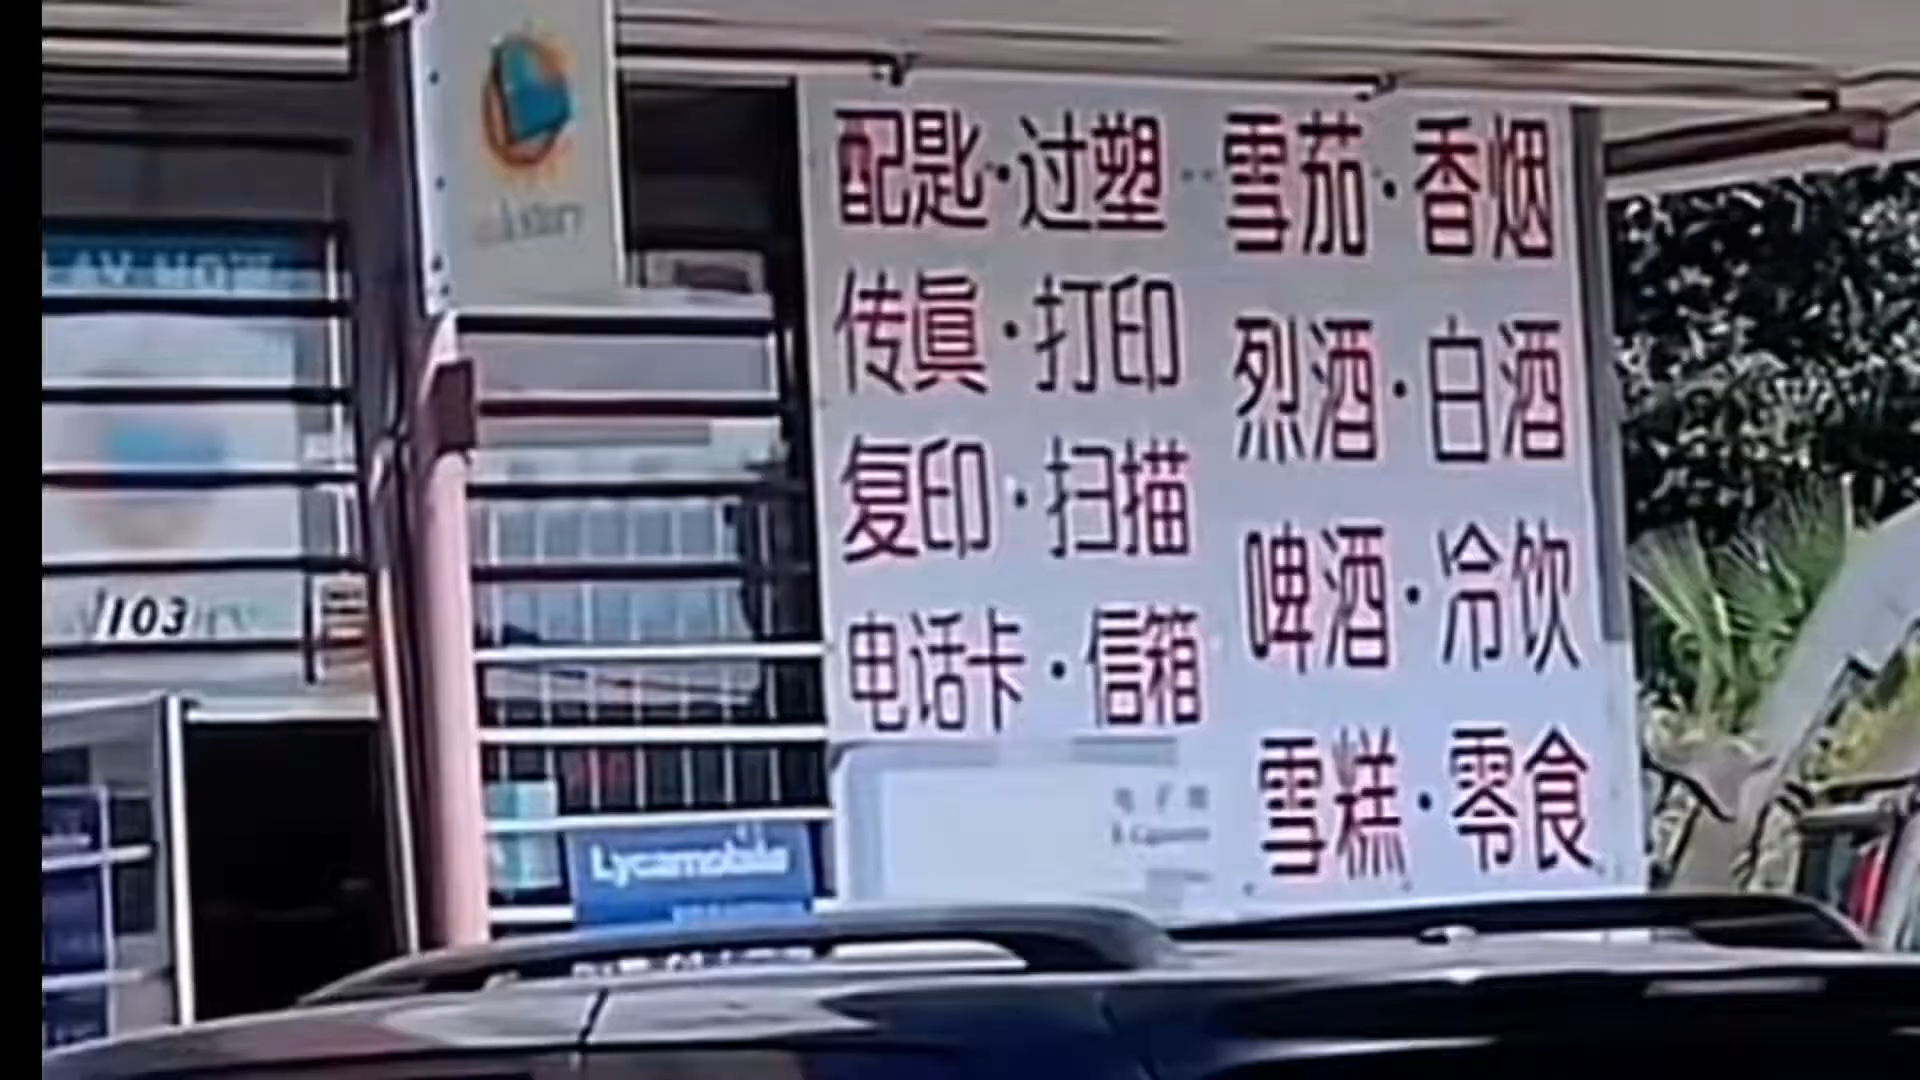 配匙·过塑
传真·打印
复印·扫描
电话卡·信箱
雪茄·香烟
烈酒·白酒
啤酒·冷饮
雪糕·零食
103
Lycamobile